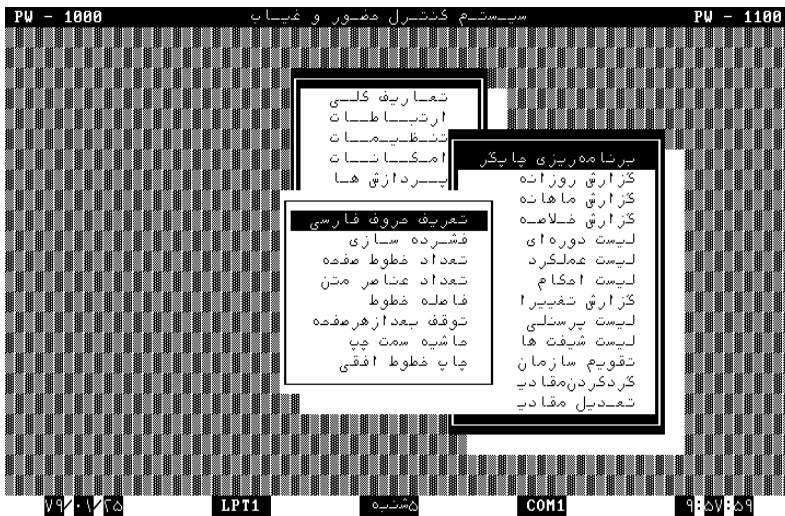 PW - 1000 سیستم کنترل حضور و غیاب PW - 1100
تعاریف کلی
ارتباطات
تنظیمات
امکانات
پردازش ها
برنامه‌ریزی چاپگر
گزارش روزانه
گزارش ماهانه
گزارش خلاصه
لیست دوره‌ای
لیست عملکرد
لیست احکام
گزارش تغییرا
لیست پرسنلی
لیست شیفت ها
تقویم سازمان
گردکردن‌مقادیر
تعدیل مقادیر
تعریف حروف فارسی
فشرده سازی
تعداد خطوط صفحه
تعداد عناصر متن
فاصله خطوط
توقف بعدازهرصفحه
حاشیه سمت چپ
چاپ خطوط افقی
۷۹/۰۱/۲۵ LPT1 ۵شنبه COM1 ۹:۵۷:۵۹